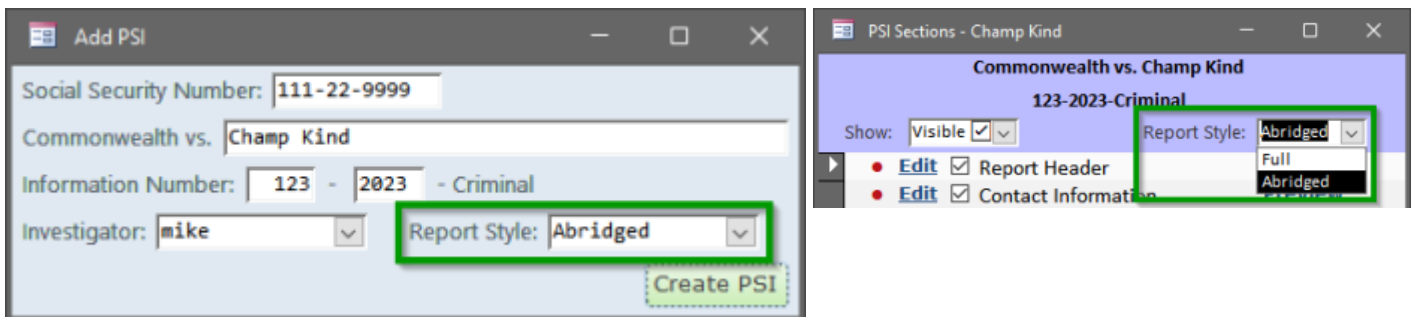 Add PSI
Social Security Number: 111-22-9999
Commonwealth vs. Champ Kind
Information Number: 123 - 2023 - Criminal
Investigator: mike Report Style: Abridged
Create PSI
PSI Sections - Champ Kind
Commonwealth vs. Champ Kind
123-2023-Criminal
Show: Visible Report Style: Abridged
Full
Edit Report Header
Abridged
Edit Contact Information